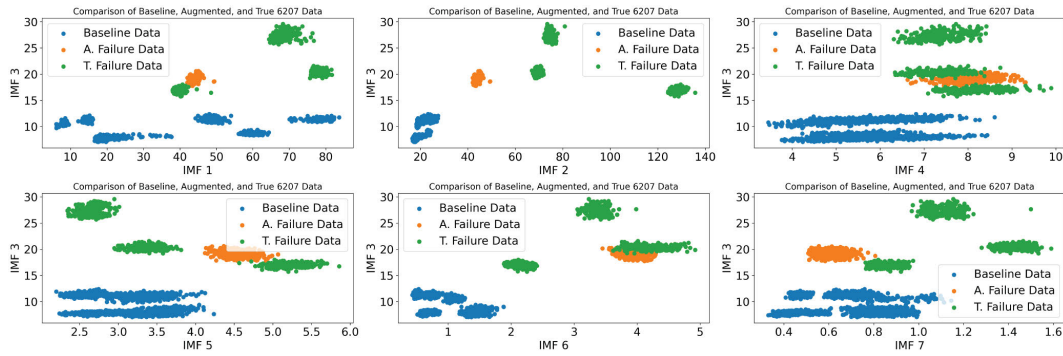 Comparison of Baseline, Augmented, and True 6207 Data
30
25
20
15
10
IMF 3
Baseline Data
A. Failure Data
T. Failure Data
10 20 30 40 50 60 70 80
IMF 1
Comparison of Baseline, Augmented, and True 6207 Data
30
25
20
15
10
IMF 3
Baseline Data
A. Failure Data
T. Failure Data
20 40 60 80 100 120 140
IMF 2
Comparison of Baseline, Augmented, and True 6207 Data
30
25
20
15
10
IMF 3
Baseline Data
A. Failure Data
T. Failure Data
4 5 6 7 8 9 10
IMF 4
Comparison of Baseline, Augmented, and True 6207 Data
30
25
20
15
10
IMF 3
Baseline Data
A. Failure Data
T. Failure Data
2.5 3.0 3.5 4.0 4.5 5.0 5.5 6.0
IMF 5
Comparison of Baseline, Augmented, and True 6207 Data
30
25
20
15
10
IMF 3
Baseline Data
A. Failure Data
T. Failure Data
1 2 3 4 5
IMF 6
Comparison of Baseline, Augmented, and True 6207 Data
30
25
20
15
10
IMF 3
Baseline Data
A. Failure Data
T. Failure Data
0.4 0.6 0.8 1.0 1.2 1.4 1.6
IMF 7